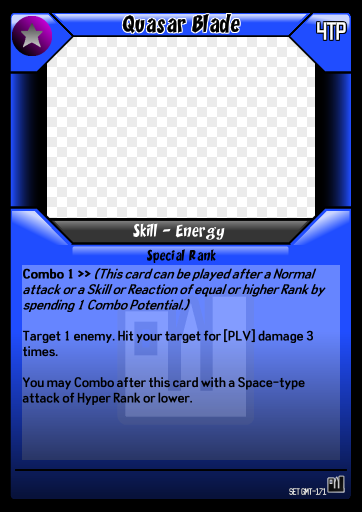 Quasar Blade
4TP
Skill - Energy
Special Rank
Combo 1 >> (This card can be played after a Normal
attack or a Skill or Reaction of equal or higher Rank by
spending 1 Combo Potential.)
Target 1 enemy. Hit your target for [PLV] damage 3
times.
You may Combo after this card with a Space-type
attack of Hyper Rank or lower.
SET GMT-171